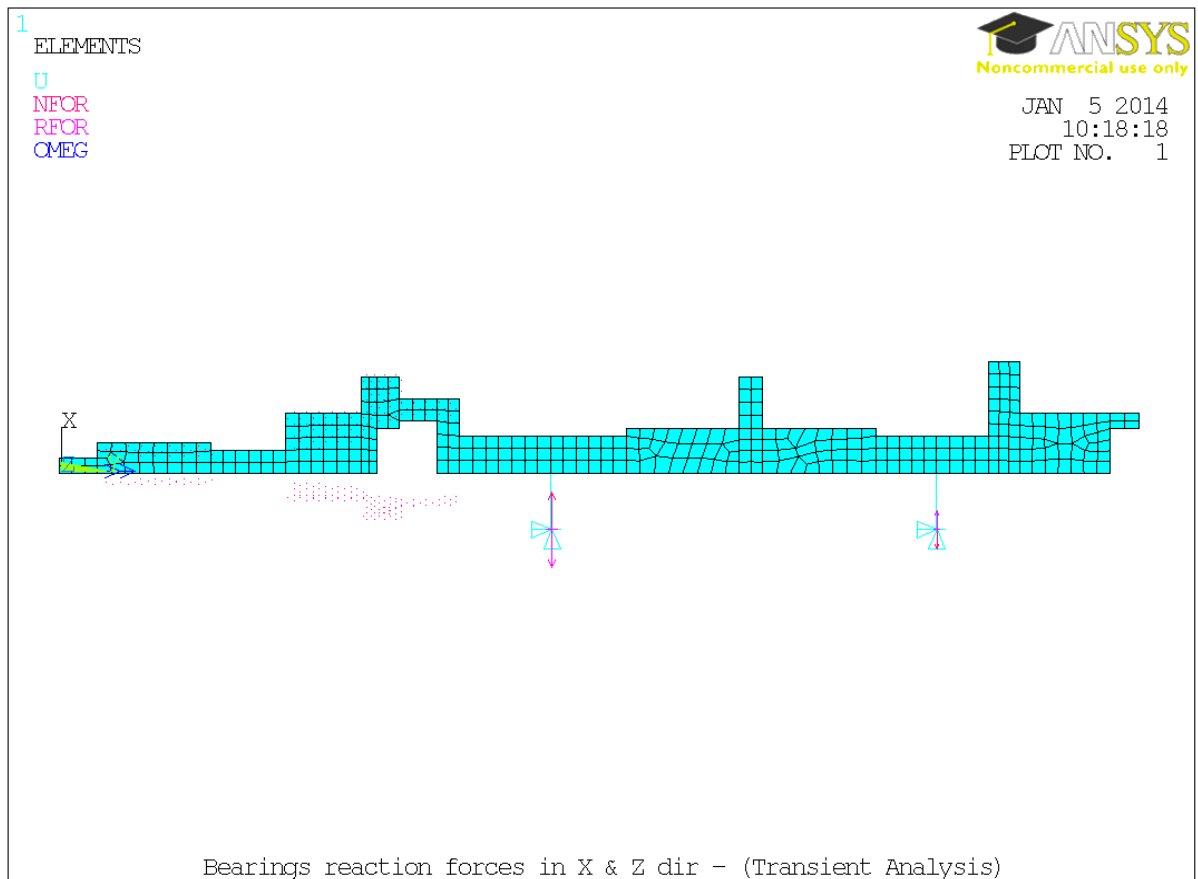 1
ELEMENTS
U
NFOR
RFOR
OMEG
ANSYS
Noncommercial use only
JAN 5 2014
10:18:18
PLOT NO. 1
X
Bearings reaction forces in X & Z dir - (Transient Analysis)